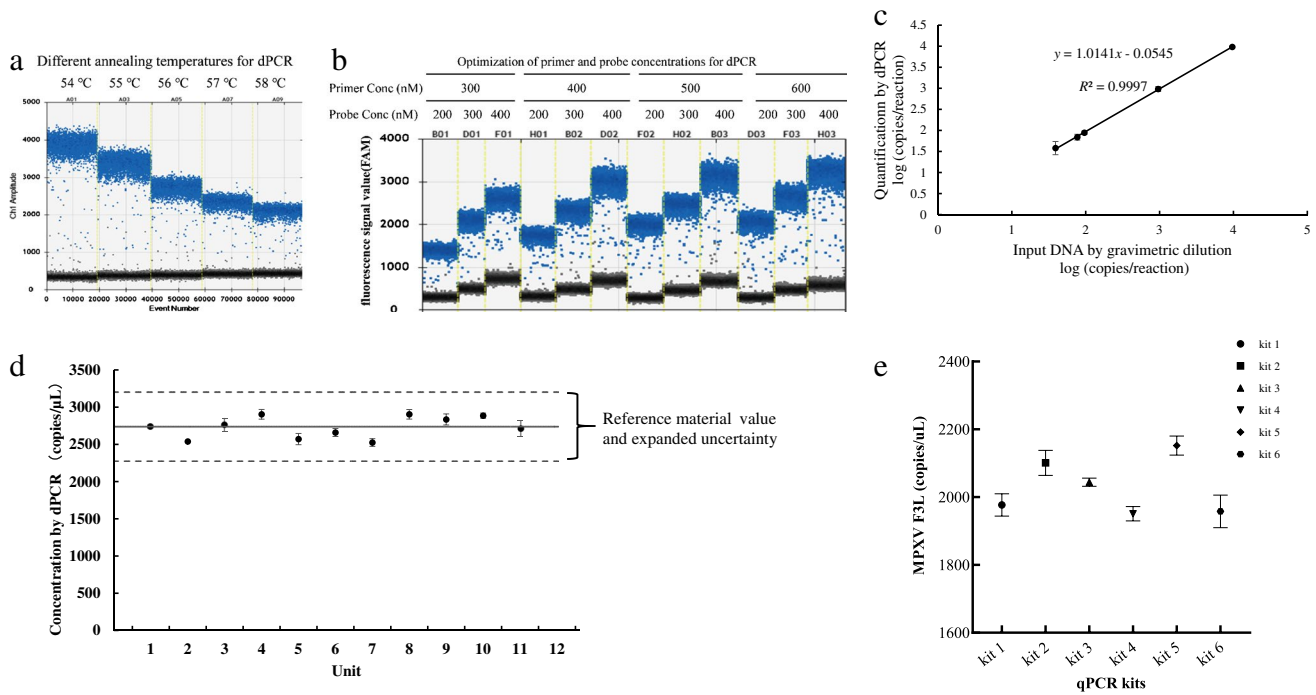 a
Different annealing temperatures for dPCR
54 ℃ 55 ℃ 56 ℃ 57 ℃ 58 ℃
A01 A03 A05 A07 A09
5000
4000
3000
2000
1000
0
Ch1 Amplitude
0 10000 20000 30000 40000 50000 60000 70000 80000 90000
Event Number
b
Optimization of primer and probe concentrations for dPCR
Primer Conc (nM) 300 400 500 600
Probe Conc (nM) 200 300 400 200 300 400 200 300 400 200 300 400
B01 D01 F01 H01 B02 D02 F02 H02 B03 D03 F03 H03
4000
3000
2000
1000
0
fluorescence signal value(FAM)
c
4.5
4
3.5
3
2.5
2
1.5
1
0.5
0
Quantificationn by dPCR
log (copies/reaction)
y = 1.0141x - 0.0545
R² = 0.9997
0 1 2 3 4 5
Input DNA by gravimetric dilution
log (copies/reaction)
d
3500
3000
2500
2000
1500
1000
500
0
Concentration by dPCR （copies/μL）
Reference material value
and expanded uncertainty
1 2 3 4 5 6 7 8 9 10 11 12
Unit
e
2400
2200
2000
1800
1600
MPXV F3L (copies/uL)
kit 1
kit 2
kit 3
kit 4
kit 5
kit 6
kit 1 kit 2 kit 3 kit 4 kit 5 kit 6
qPCR kits